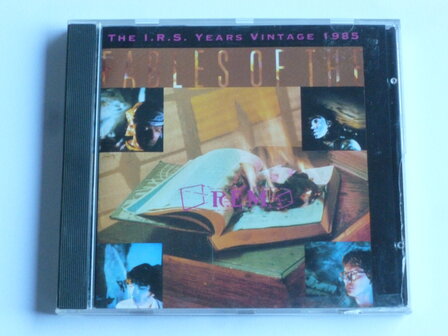 THE I.R.S. YEARS VINTAGE 1985
FABLES OF THE
R.E.M.